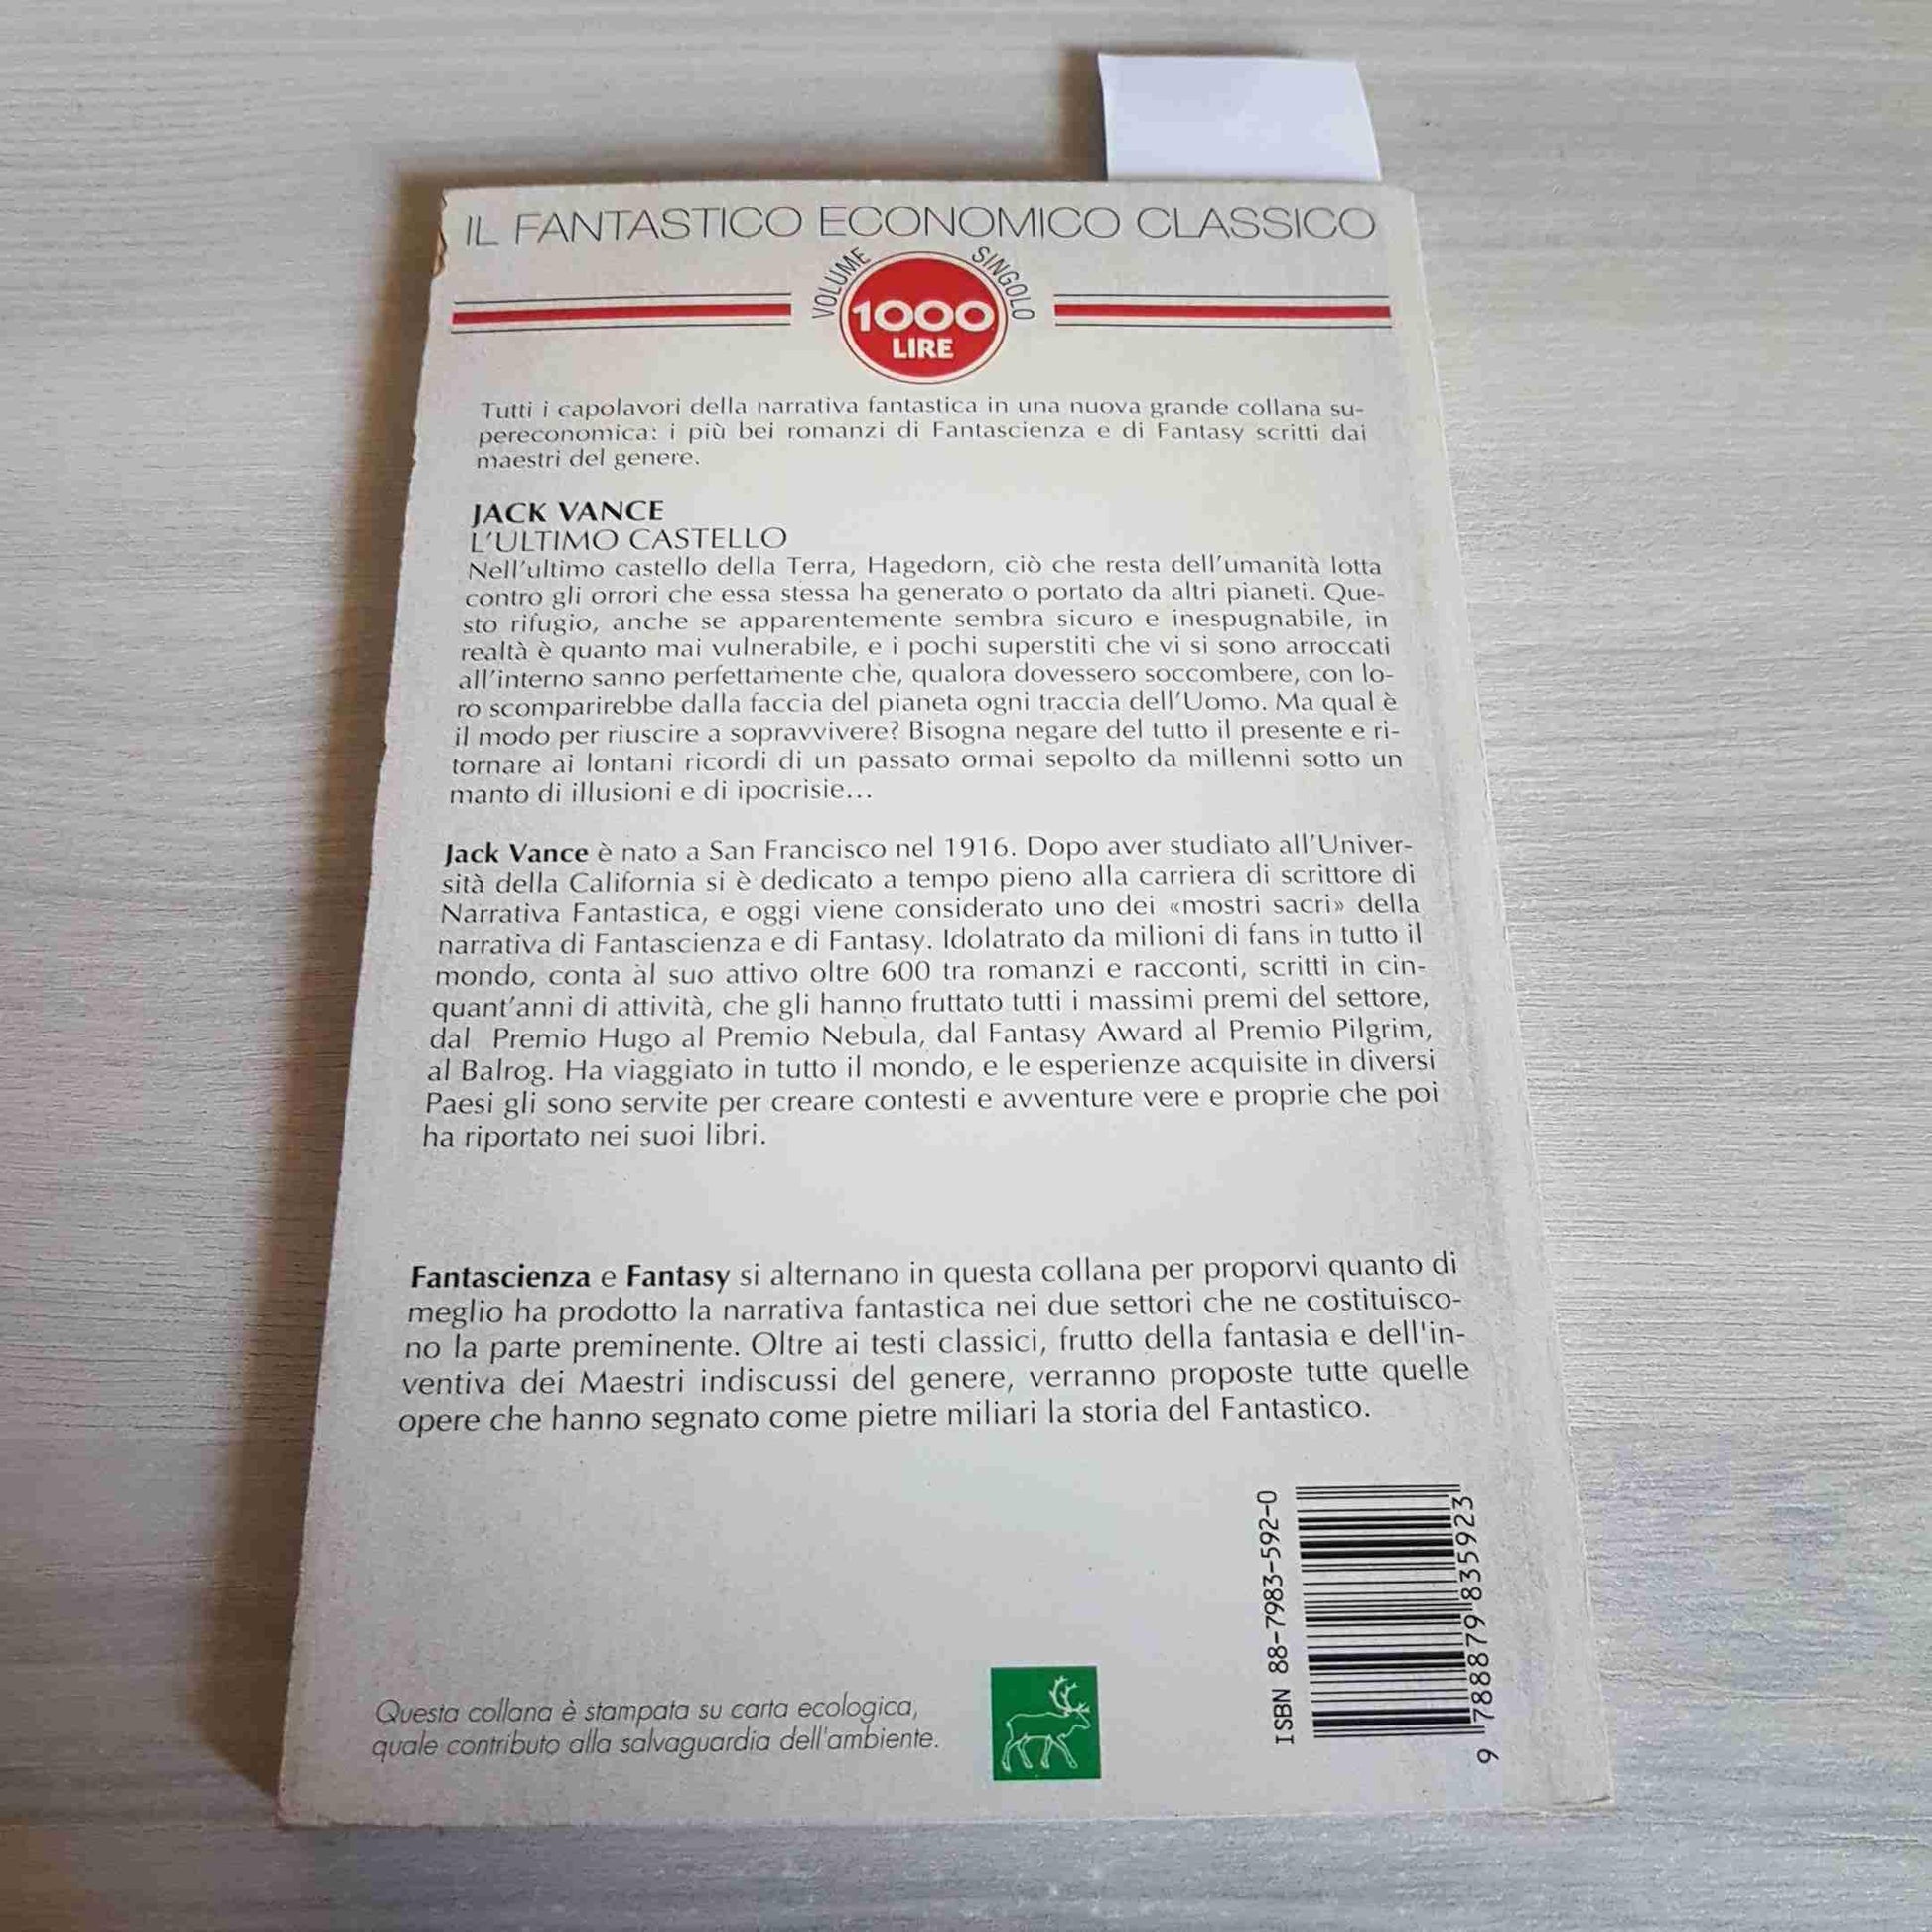 IL FANTASTICO ECONOMICO CLASSICO
VOLUME SINGOLO
1000
LIRE
Tutti i capolavori della narrativa fantastica in una nuova grande collana su-
pereconomica: i più bei romanzi di Fantascienza e di Fantasy scritti dai
maestri del genere.
JACK VANCE
L'ULTIMO CASTELLO
Nell'ultimo castello della Terra, Hagedorn, ciò che resta dell'umanità lotta
contro gli orrori che essa stessa ha generato o portato da altri pianeti. Que-
sto rifugio, anche se apparentemente sembra sicuro e inespugnabile, in
realtà è quanto mai vulnerabile, e i pochi superstiti che vi si sono arroccati
all'interno sanno perfettamente che, qualora dovessero soccombere, con lo-
ro scomparirebbe dalla faccia del pianeta ogni traccia dell'Uomo. Ma qual è
il modo per riuscire a sopravvivere? Bisogna negare del tutto il presente e ri-
tornare ai lontani ricordi di un passato ormai sepolto da millenni sotto un
manto di illusioni e di ipocrisie...
Jack Vance è nato a San Francisco nel 1916. Dopo aver studiato all'Univer-
sità della California si è dedicato a tempo pieno alla carriera di scrittore di
Narrativa Fantastica, e oggi viene considerato uno dei «mostri sacri» della
narrativa di Fantascienza e di Fantasy. Idolatrato da milioni di fans in tutto il
mondo, conta al suo attivo oltre 600 tra romanzi e racconti, scritti in cin-
quant'anni di attività, che gli hanno fruttato tutti i massimi premi del settore,
dal Premio Hugo al Premio Nebula, dal Fantasy Award al Premio Pilgrim,
al Balrog. Ha viaggiato in tutto il mondo, e le esperienze acquisite in diversi
Paesi gli sono servite per creare contesti e avventure vere e proprie che poi
ha riportato nei suoi libri.
Fantascienza e Fantasy si alternano in questa collana per proporvi quanto di
meglio ha prodotto la narrativa fantastica nei due settori che ne costituisco-
no la parte preminente. Oltre ai testi classici, frutto della fantasia e dell'in-
ventiva dei Maestri indiscussi del genere, verranno proposte tutte quelle
opere che hanno segnato come pietre miliari la storia del Fantastico.
Questa collana è stampata su carta ecologica,
quale contributo alla salvaguardia dell'ambiente.
ISBN 88-7983-592-0
9 788879 835923